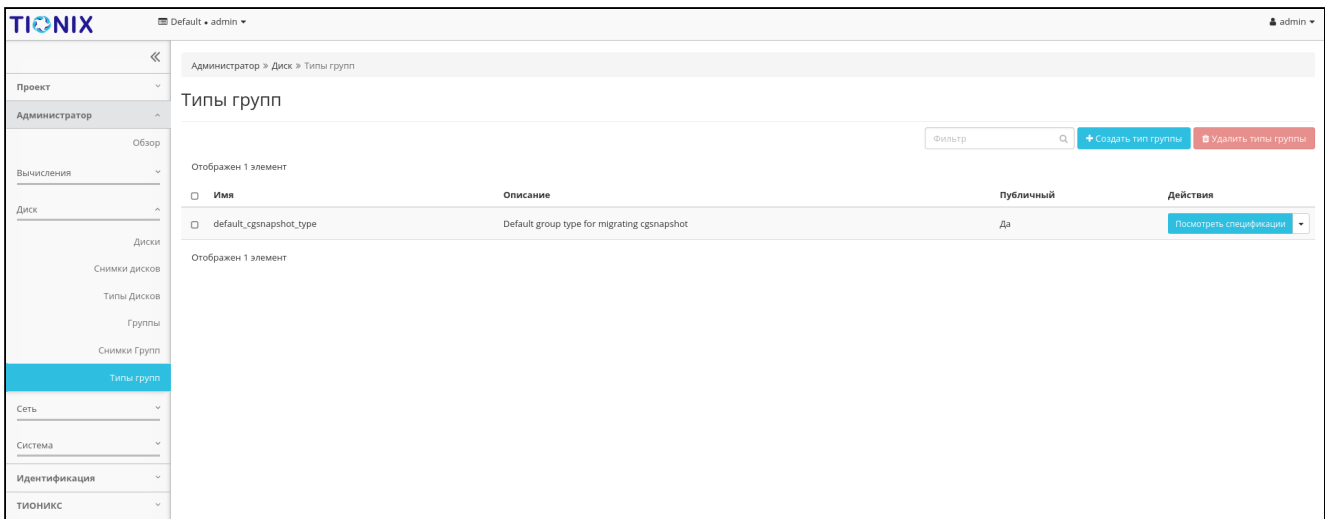 TIONIX
Default • admin
admin
Администратор » Диск » Типы групп
Проект
Администратор
Обзор
Вычисления
Диск
Диски
Снимки дисков
Типы Дисков
Группы
Снимки Групп
Типы групп
Сеть
Система
Идентификация
ТИОНИКС
Типы групп
Фильтр
Создать тип группы
Удалить типы группы
Отображен 1 элемент
Имя Описание Публичный Действия
default_cgsnapshot_type Default group type for migrating cgsnapshot Да Посмотреть спецификации
Отображен 1 элемент